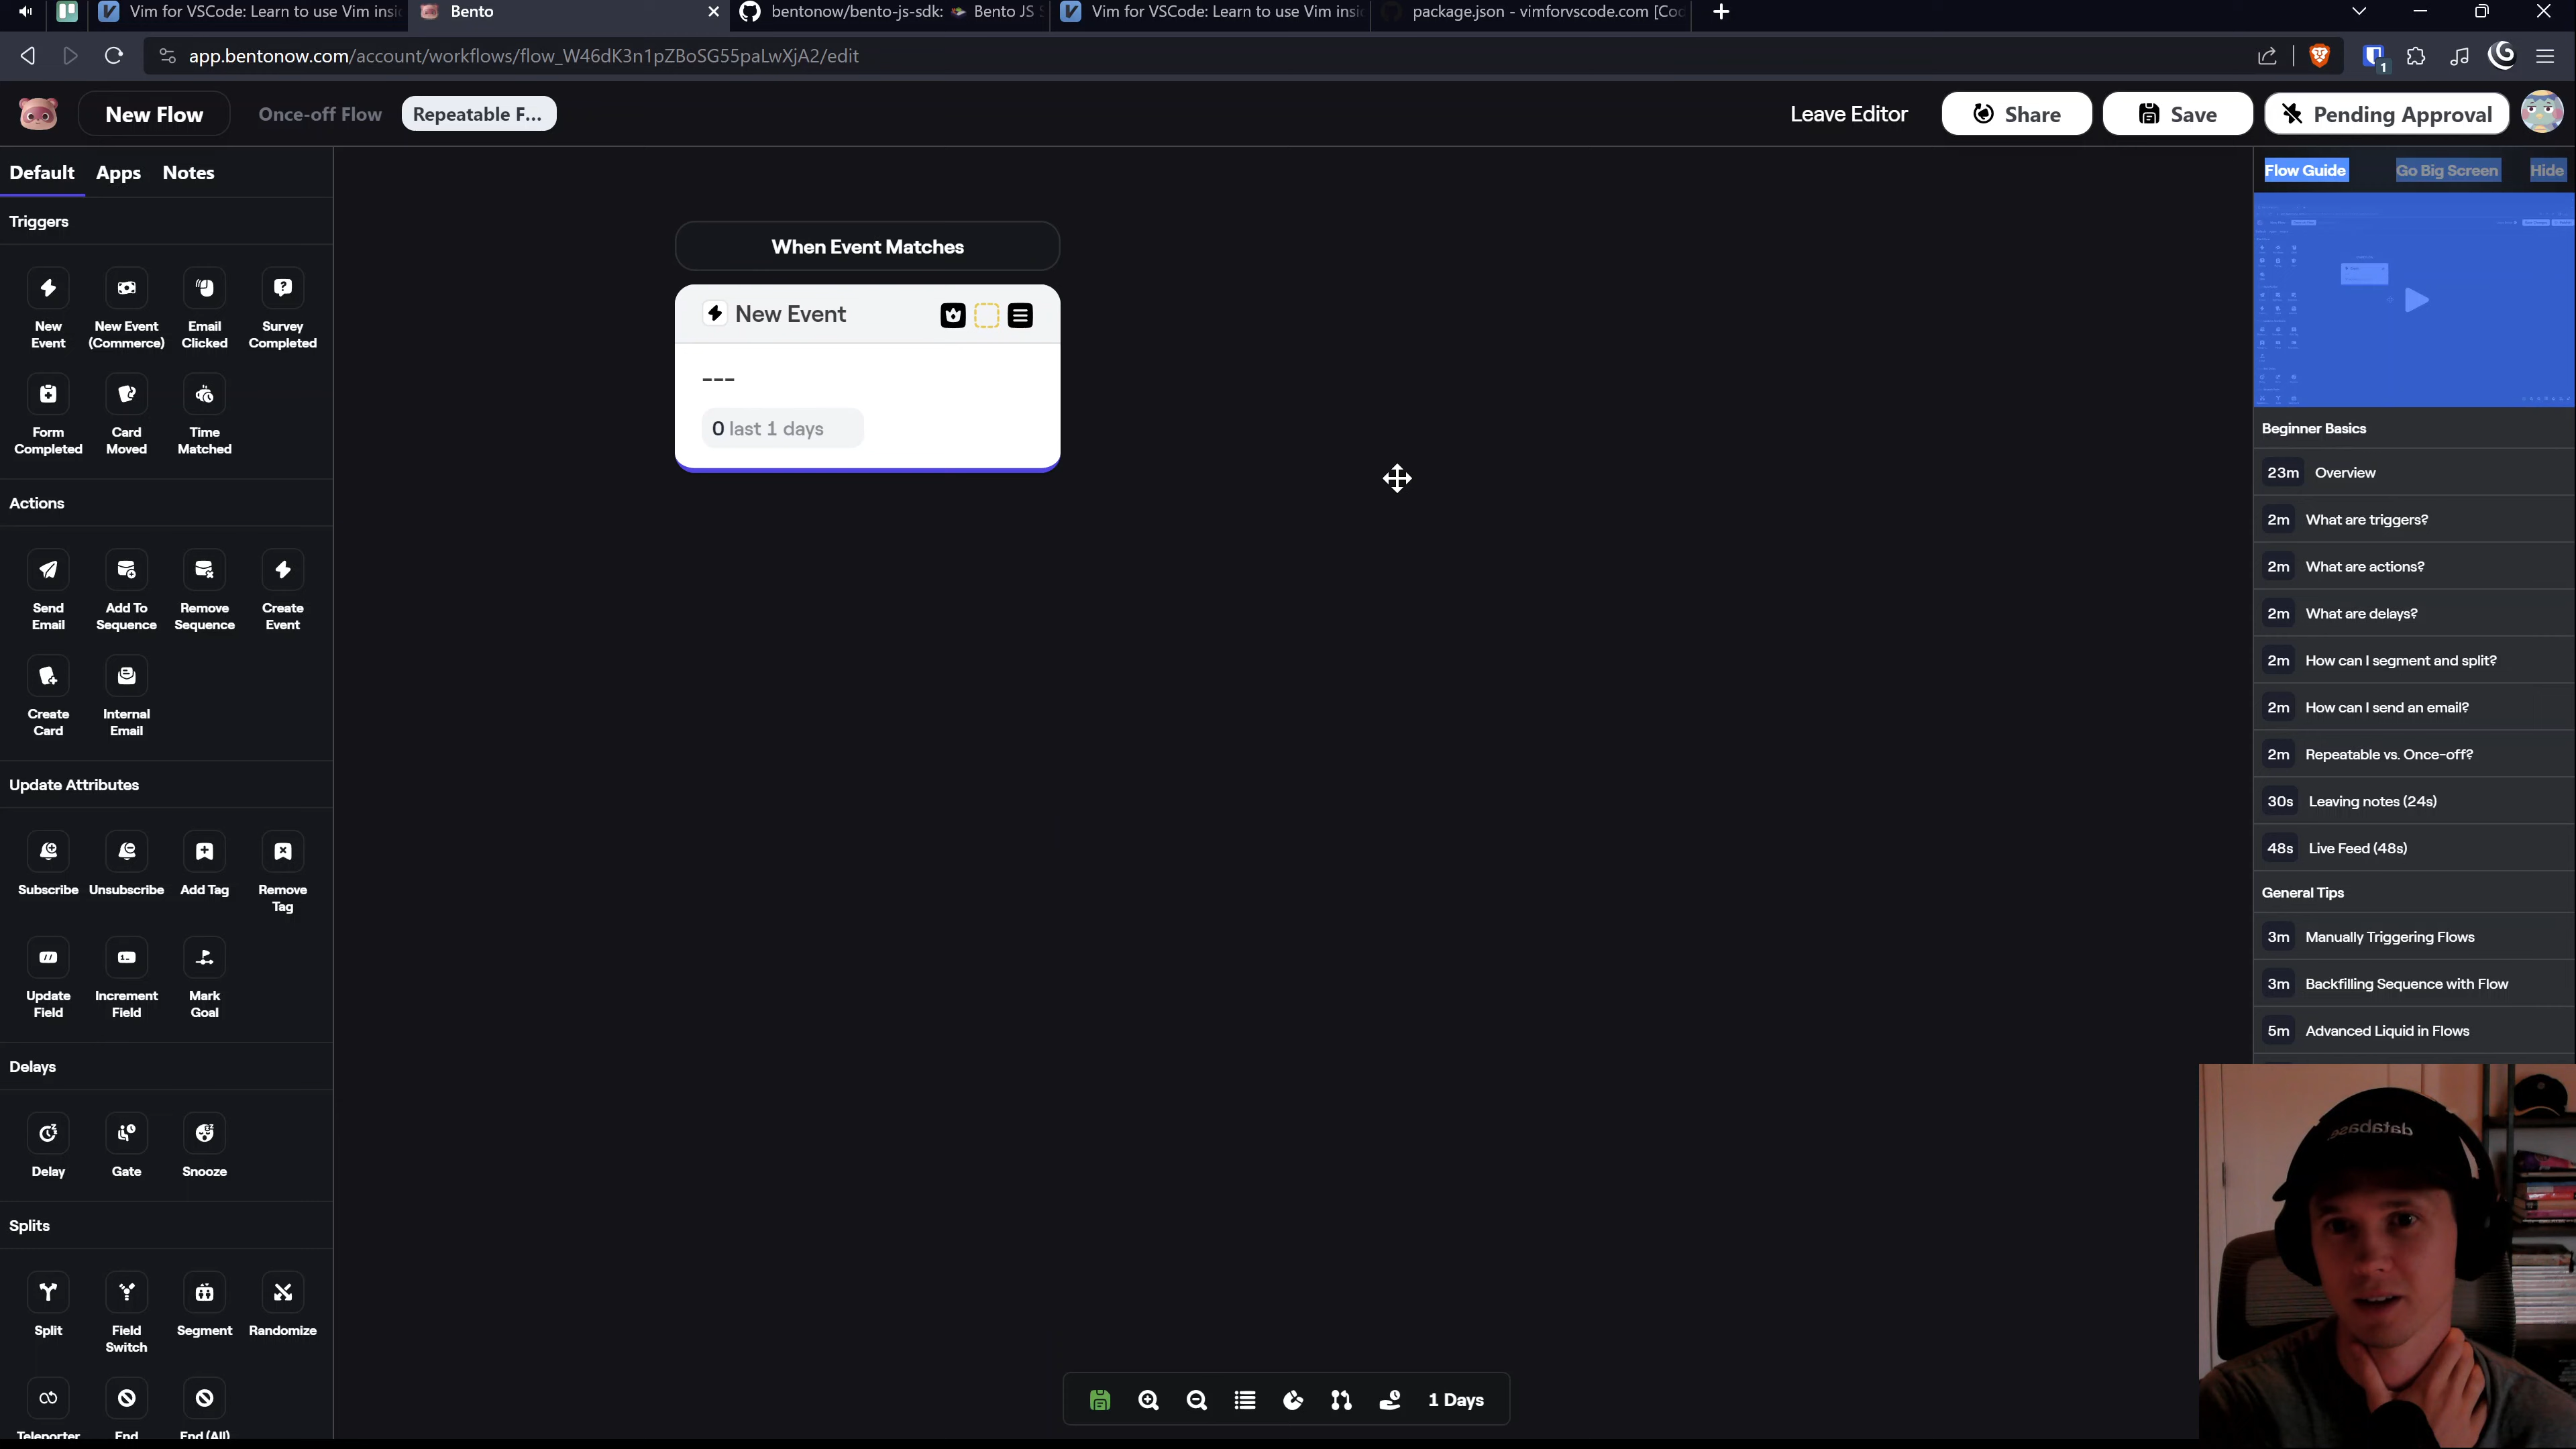 Vim for VSCode: Learn to use Vim insi
Bento
bentonow/bento-js-sdk: Bento JS S
Vim for VSCode: Learn to use Vim insi
package.json - vimforvscode.com [Co
app.bentonow.com/account/workflows/flow_W46dK3n1pZBoSG55paLwXjA2/edit
1
New Flow
Once-off Flow
Repeatable F...
Leave Editor
Share
Save
Pending Approval
Default
Apps
Notes
Triggers
New
Event
New Event
(Commerce)
Email
Clicked
Survey
Completed
Form
Completed
Card
Moved
Time
Matched
Actions
Send
Email
Add To
Sequence
Remove
Sequence
Create
Event
Create
Card
Internal
Email
Update Attributes
Subscribe
Unsubscribe
Add Tag
Remove
Tag
Update
Field
Increment
Field
Mark
Goal
Delays
Delay
Gate
Snooze
Splits
Split
Field
Switch
Segment
Randomize
Teleporter
End
End (All)
When Event Matches
New Event
---
0 last 1 days
1 Days
Flow Guide
Go Big Screen
Hide
Beginner Basics
23m Overview
2m What are triggers?
2m What are actions?
2m What are delays?
2m How can I segment and split?
2m How can I send an email?
2m Repeatable vs. Once-off?
30s Leaving notes (24s)
48s Live Feed (48s)
General Tips
3m Manually Triggering Flows
3m Backfilling Sequence with Flow
5m Advanced Liquid in Flows
database